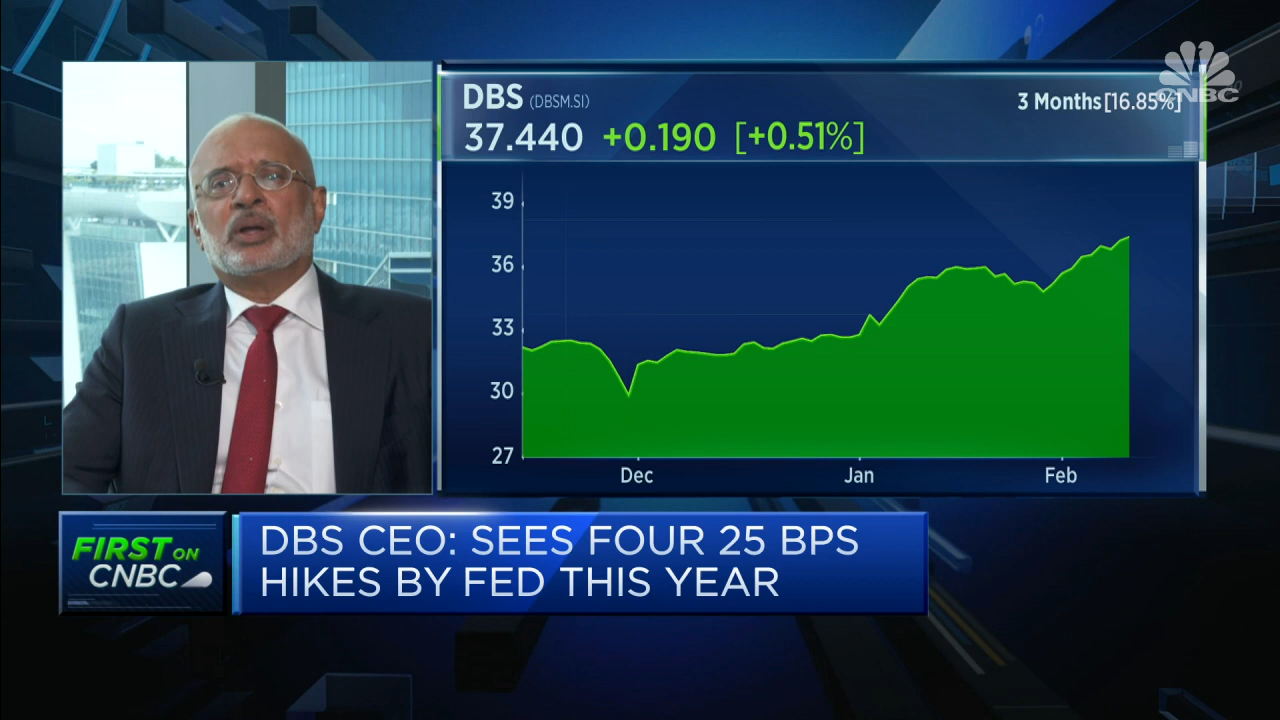 DBS (DBSM.SI)
3 Months [16.85%]
CNBC
37.440 +0.190 [+0.51%]
39
36
33
30
27
Dec Jan Feb
FIRST ON
CNBC
DBS CEO: SEES FOUR 25 BPS
HIKES BY FED THIS YEAR